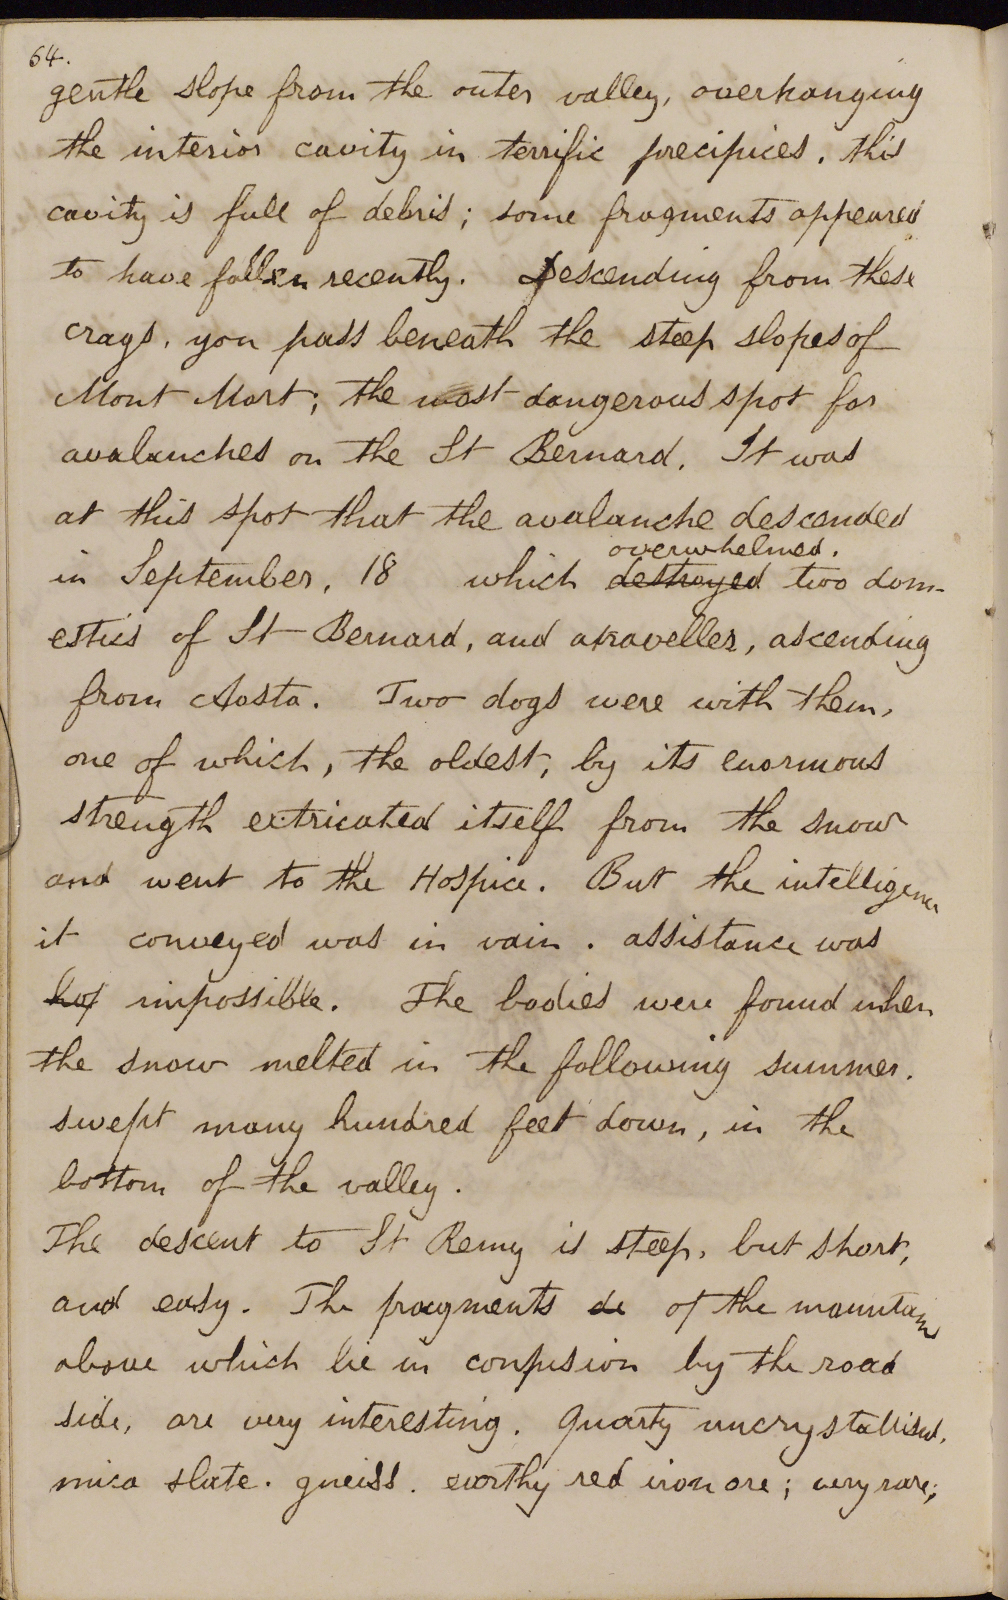 64.
gentle slope from the outer valley, overhanging
the interior cavity in terrific precipices. this
cavity is full of debris; some fragments appeared
to have fallen recently. Descending from these
crags, you pass beneath the steep slopes of
Mont Mort; the most dangerous spot for
avalanches on the St Bernard. It was
at this spot that the avalanche descended
overwhelmed.
in September, 18 which destroyed two dom-
estics of St Bernard, and a traveller, ascending
from Aosta. Two dogs were with them,
one of which, the oldest, by its enormous
strength extricated itself from the snow
and went to the Hospice. But the intelligence
it conveyed was in vain. assistance was
impossible. The bodies were found when
the snow melted in the following summer.
swept many hundred feet down, in the
bottom of the valley.
The descent to St Remy is steep, but short,
and easy. The fragments de of the mountains
above which lie in confusion by the road
side, are very interesting. Quartz uncrystallised,
mica slate. gneiss. earthy red iron ore; very rare;